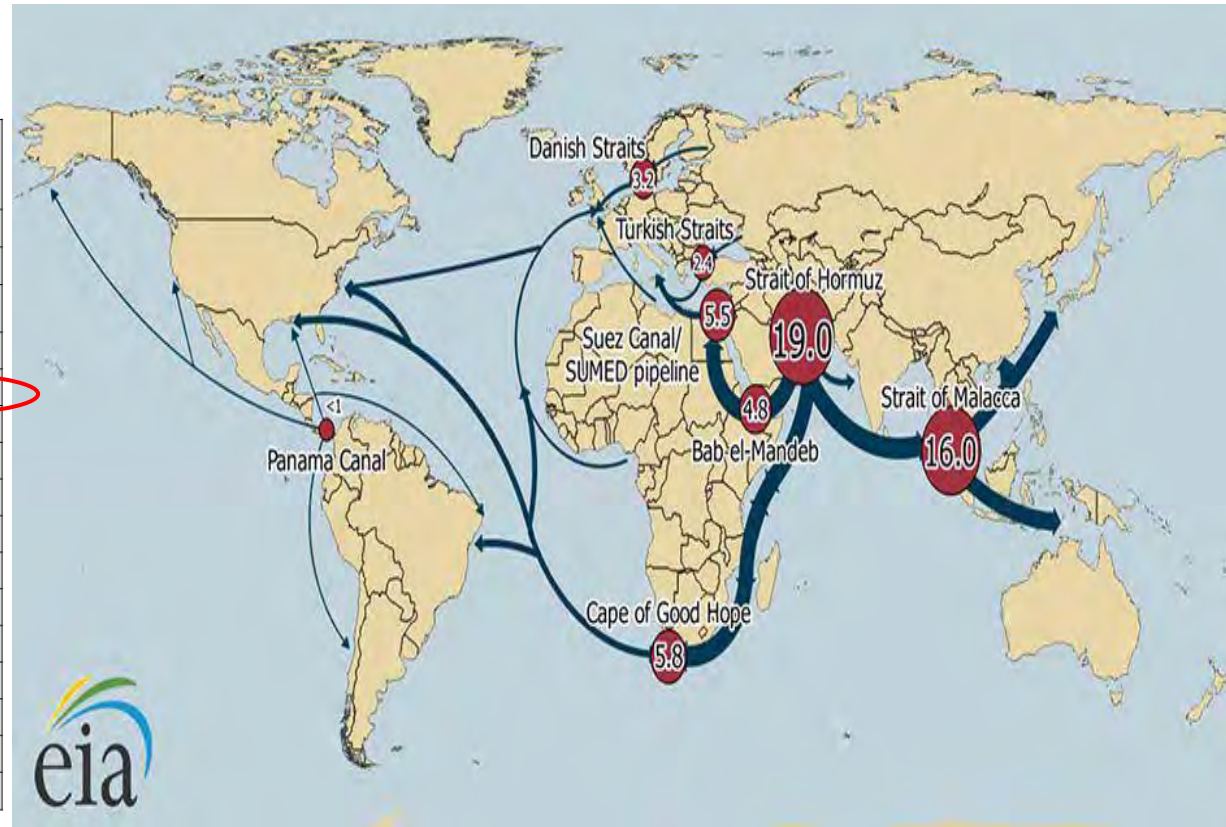 Danish Straits
3.2
Turkish Straits
2.4
Strait of Hormuz
5.5
19.0
Suez Canal/
SUMED pipeline
Strait of Malacca
<1
4.8
Panama Canal
Bab el-Mandeb
16.0
Cape of Good Hope
5.8
eia